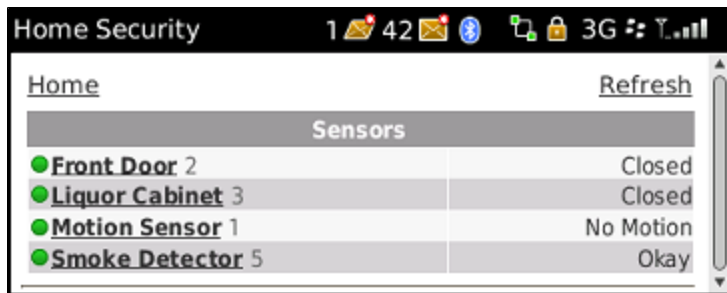 Home Security 1 42 3G
Home Refresh
Sensors
Front Door 2 Closed
Liquor Cabinet 3 Closed
Motion Sensor 1 No Motion
Smoke Detector 5 Okay